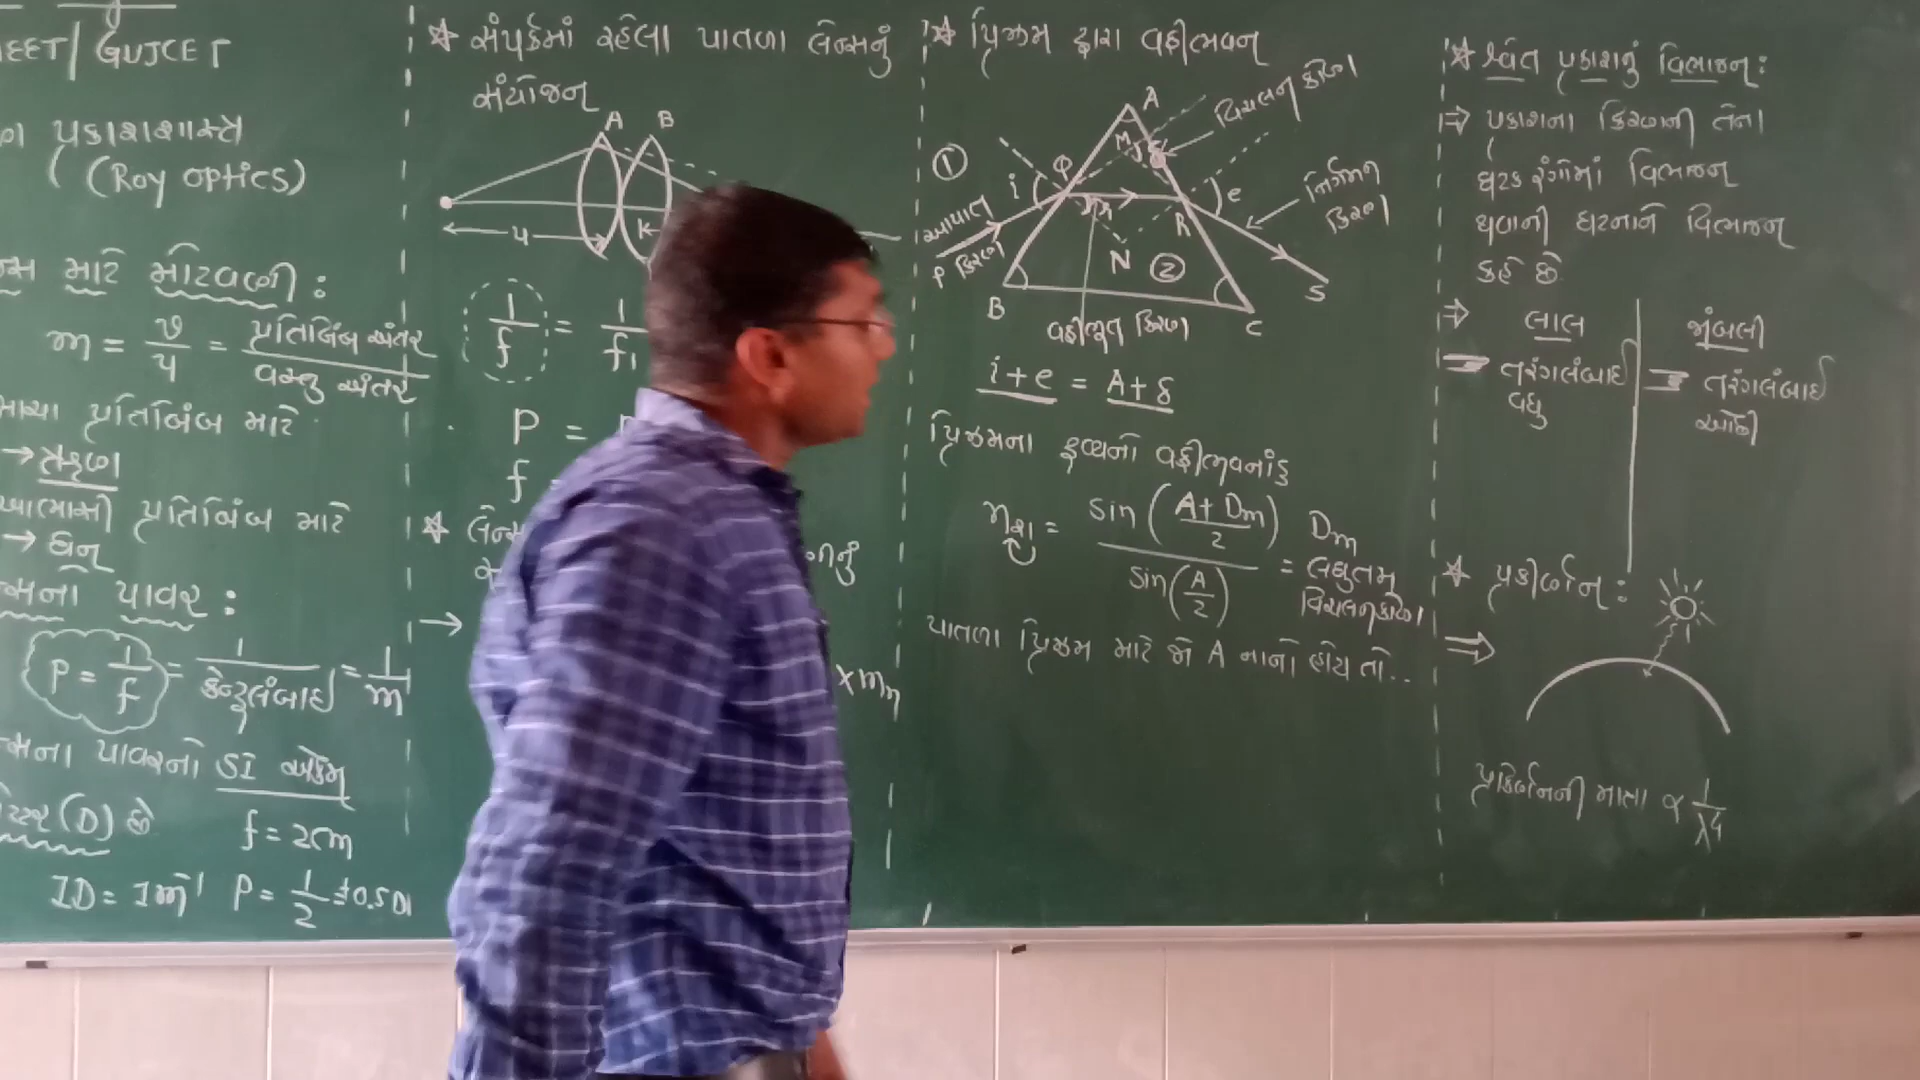 NEET/ GUJCET
પ્રકાશશાસ્ત્ર
(Ray optics)
માટે મોટવણી :
m = v/u = પ્રતિબિંબ અંતર / વસ્તુ અંતર
પ્રતિબિંબ માટે
→ ઋણ
આભાસી પ્રતિબિંબ માટે
→ ધન
પાવર :
P = 1/f = 1/કેન્દ્રલંબાઈ = 1/m
પાવરનો SI એકમ
(D) છે
f = 2cm
1D = 1m⁻¹ P = 1/2 = 0.5D
★ સંપર્કમાં રહેલા પાતળા લેન્સનું
સંયોજન
A B
u
1/f = 1/f₁
P =
f
★
→
×mₙ
★ પ્રિઝમ દ્વારા વક્રીભવન
A
વિચલન કોણ
① i Q M δ e
નિર્ગમન
કિરણ
આપાત
કિરણ
P R
N ② S
B C
વક્રીભૂત કિરણ
i + e = A + δ
પ્રિઝમના દ્રવ્યનો વક્રીભવનાંક
n₂₁ = sin (A + Dm / 2) / sin (A/2)
Dm
= લઘુતમ
વિચલનકોણ
પાતળા પ્રિઝમ માટે જો A નાનો હોય તો..
★ શ્વેત પ્રકાશનું વિભાજન :
⇒ પ્રકાશના કિરણની તેના
ઘટક રંગોમાં વિભાજન
થવાની ઘટનાને વિભાજન
કહે છે
⇒ લાલ જાંબલી
તરંગલંબાઈ
વધુ
તરંગલંબાઈ
ઓછી
★ પ્રકીર્ણન :
⇒
પ્રકિર્ણનની માત્રા ∝ 1/λ⁴